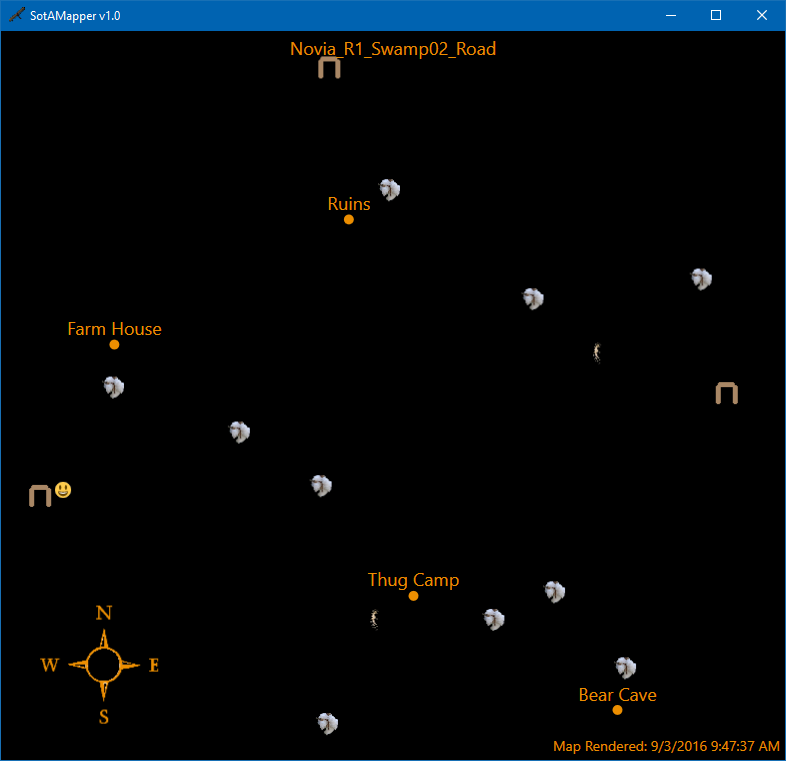 SotAMapper v1.0
Novia_R1_Swamp02_Road
Ruins
Farm House
Thug Camp
N
W E
S
Bear Cave
Map Rendered: 9/3/2016 9:47:37 AM